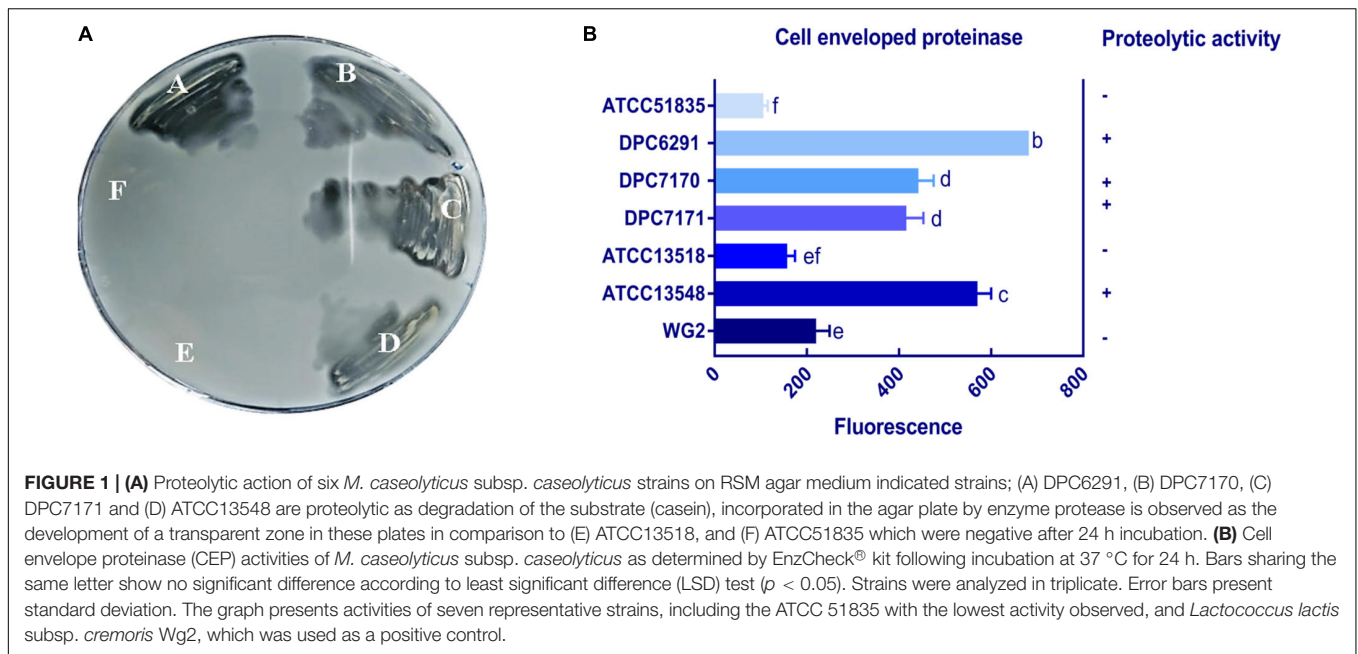 A
A
B
F
C
D
E
B
Cell enveloped proteinase Proteolytic activity
ATCC51835 f -
DPC6291 b +
DPC7170 d +
DPC7171 d +
ATCC13518 ef -
ATCC13548 c +
WG2 e -
0 200 400 600 800
Fluorescence
FIGURE 1 | (A) Proteolytic action of six M. caseolyticus subsp. caseolyticus strains on RSM agar medium indicated strains; (A) DPC6291, (B) DPC7170, (C)
DPC7171 and (D) ATCC13548 are proteolytic as degradation of the substrate (casein), incorporated in the agar plate by enzyme protease is observed as the
development of a transparent zone in these plates in comparison to (E) ATCC13518, and (F) ATCC51835 which were negative after 24 h incubation. (B) Cell
envelope proteinase (CEP) activities of M. caseolyticus subsp. caseolyticus as determined by EnzCheck® kit following incubation at 37 °C for 24 h. Bars sharing the
same letter show no significant difference according to least significant difference (LSD) test (p < 0.05). Strains were analyzed in triplicate. Error bars present
standard deviation. The graph presents activities of seven representative strains, including the ATCC 51835 with the lowest activity observed, and Lactococcus lactis
subsp. cremoris Wg2, which was used as a positive control.